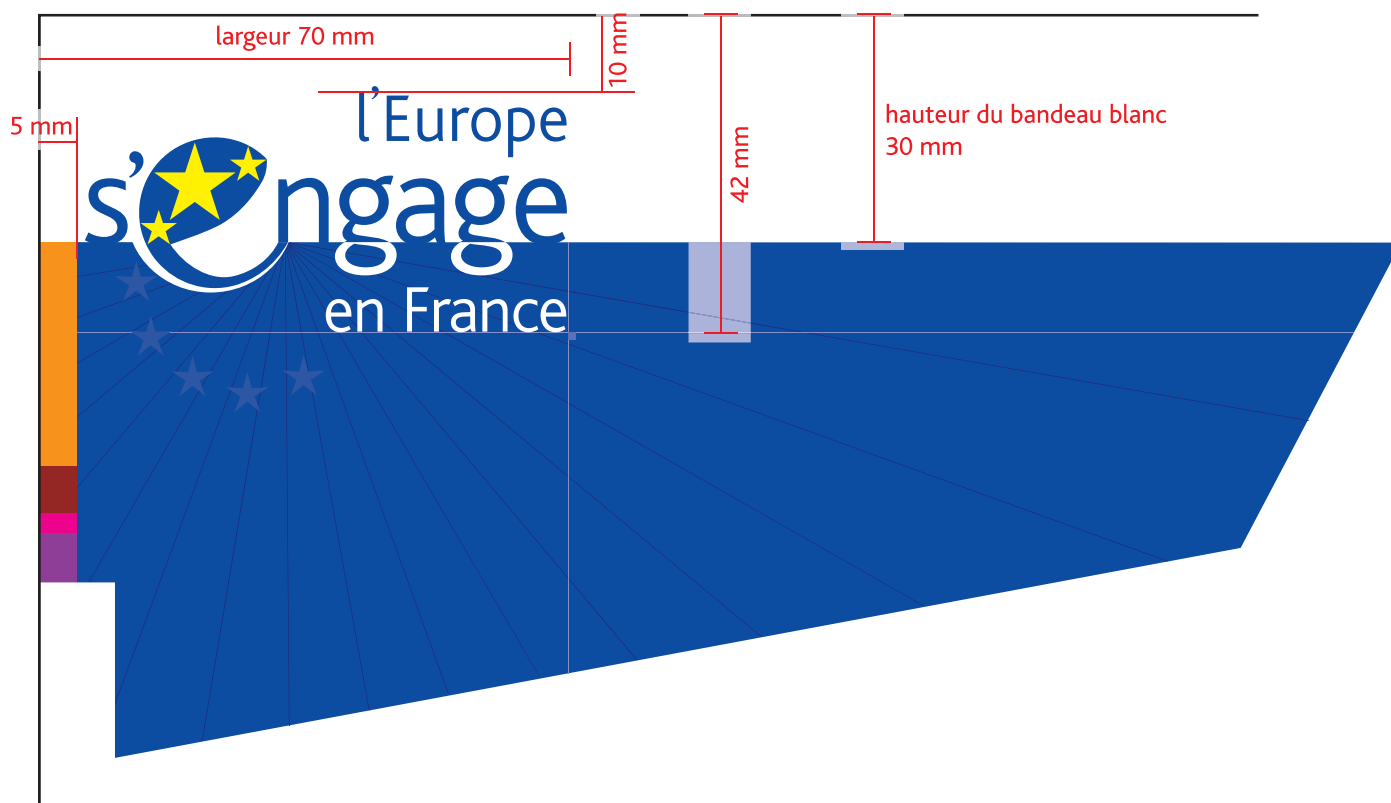 largeur 70 mm
10 mm
5 mm
l'Europe
s'engage
en France
42 mm
hauteur du bandeau blanc
30 mm